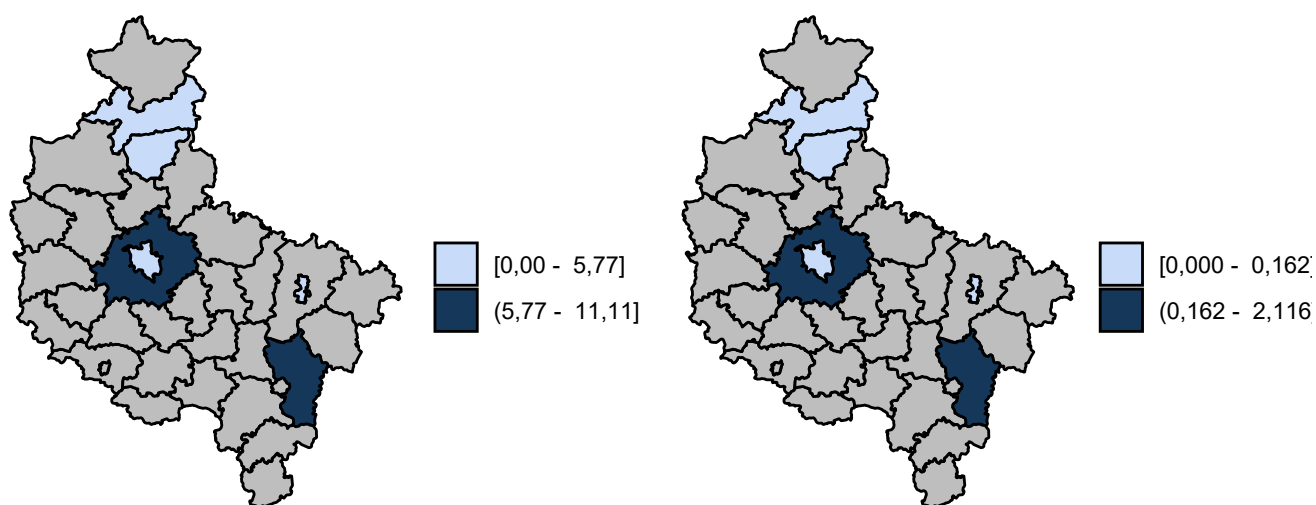 [0,00 - 5,77]
(5,77 - 11,11]
[0,000 - 0,162]
(0,162 - 2,116]